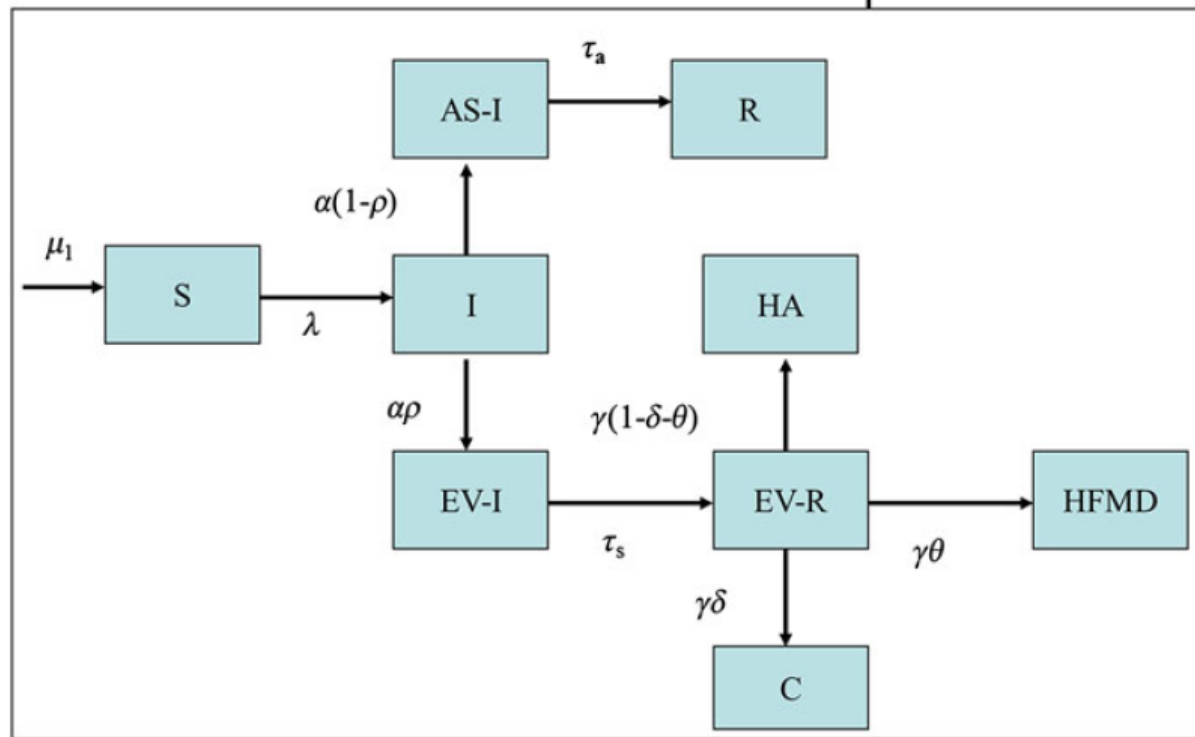 τa
AS-I
R
α(1-ρ)
μ1
S
λ
I
HA
αρ
γ(1-δ-θ)
EV-I
τs
EV-R
γθ
HFMD
γδ
C